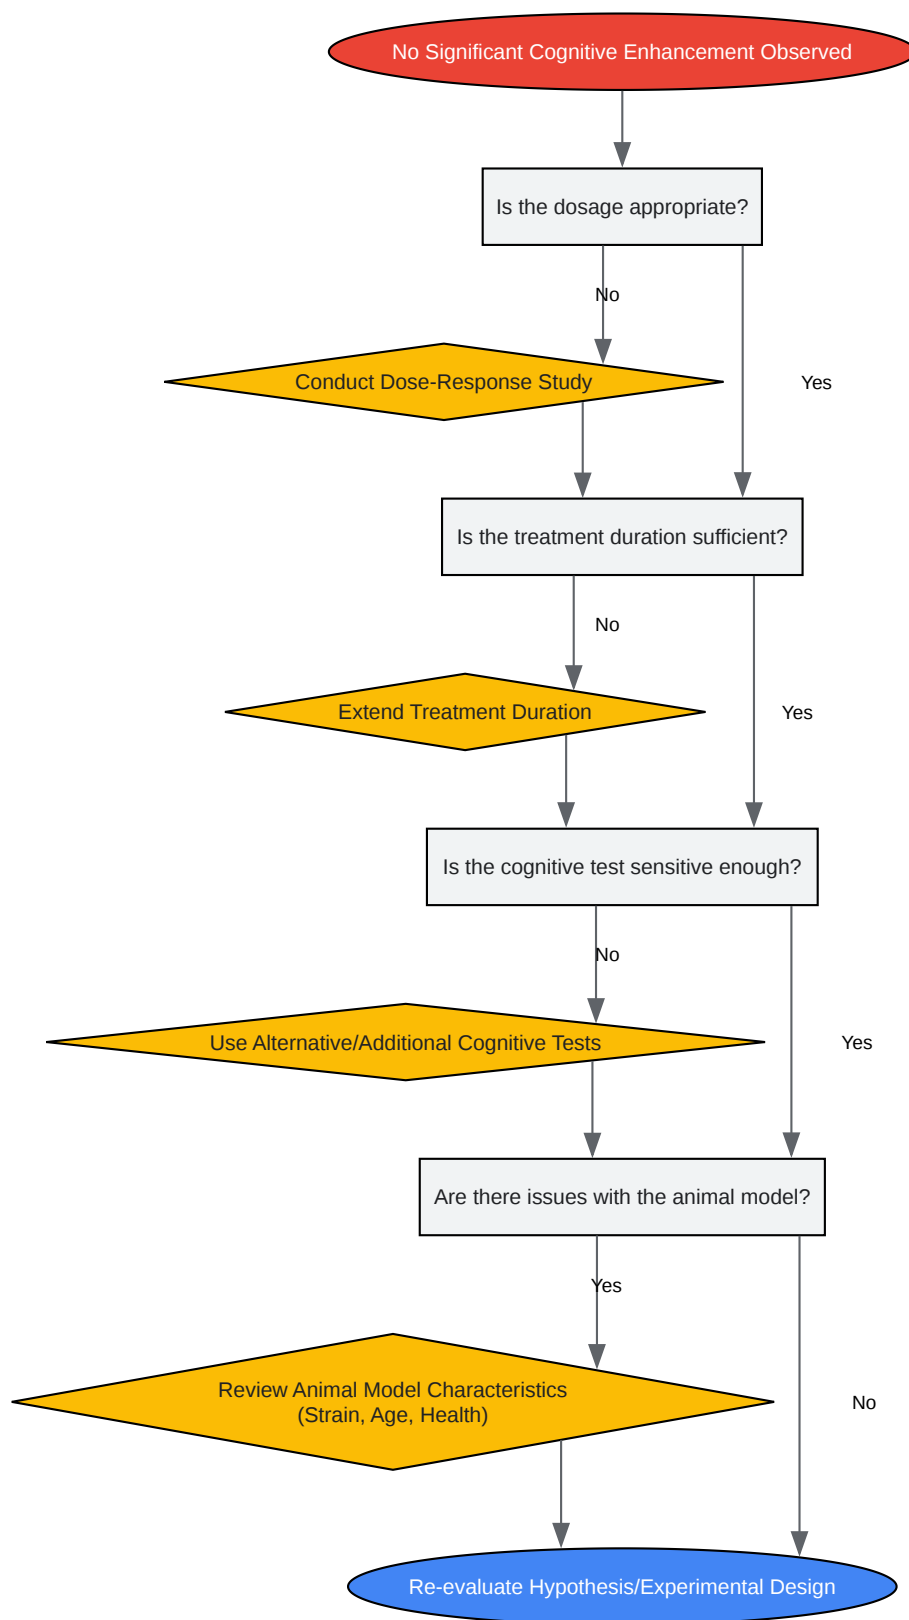 No Significant Cognitive Enhancement Observed
Is the dosage appropriate?
No
Conduct Dose-Response Study
Yes
Is the treatment duration sufficient?
No
Extend Treatment Duration
Yes
Is the cognitive test sensitive enough?
No
Use Alternative/Additional Cognitive Tests
Yes
Are there issues with the animal model?
Yes
Review Animal Model Characteristics
(Strain, Age, Health)
No
Re-evaluate Hypothesis/Experimental Design